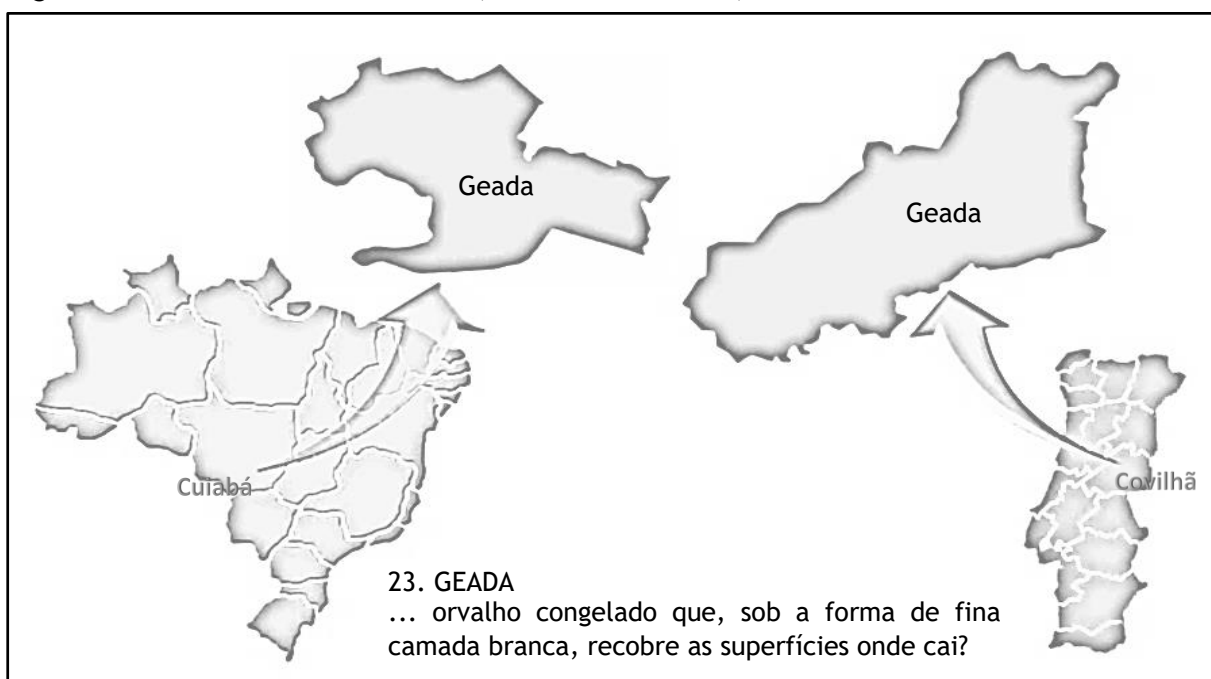 Geada
Geada
Cuiabá
Covilhã
23. GEADA
... orvalho congelado que, sob a forma de fina
camada branca, recobre as superfícies onde cai?